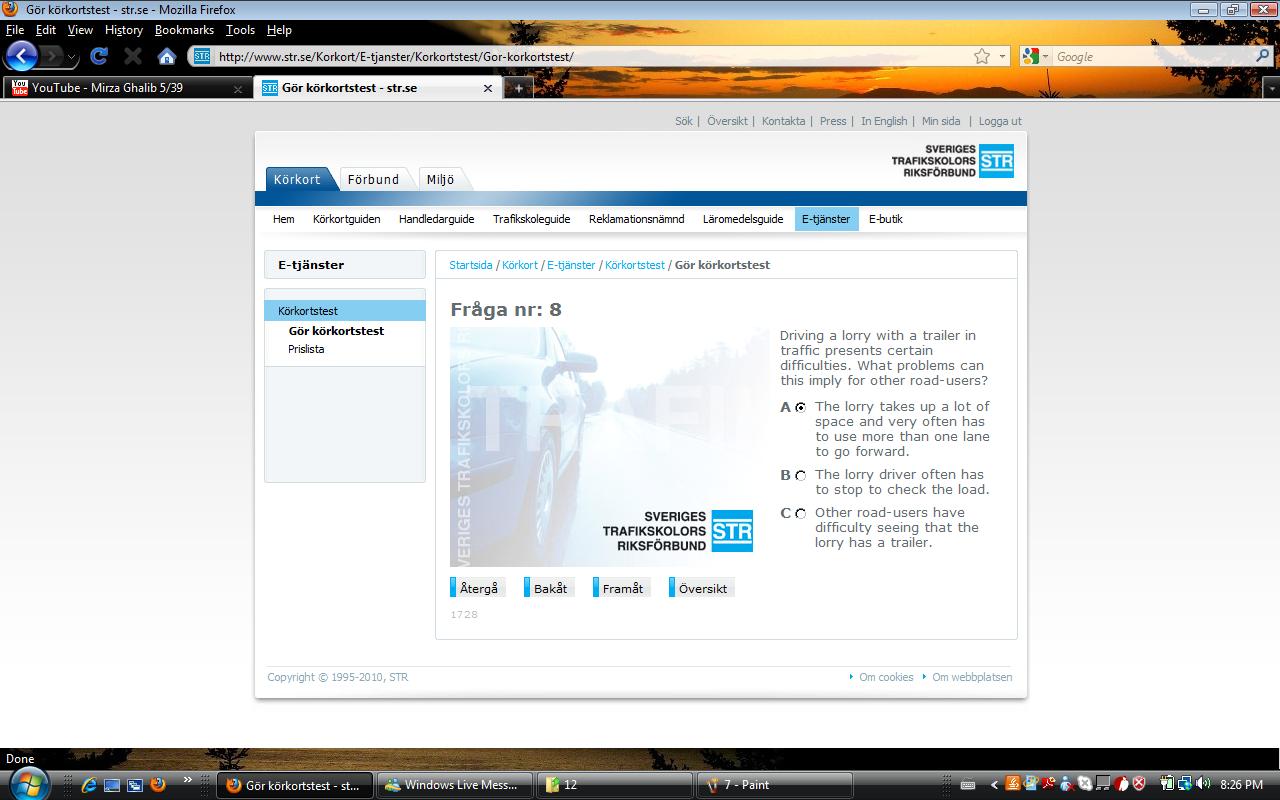 Gör körkortstest - str.se - Mozilla Firefox
File Edit View History Bookmarks Tools Help
STR http://www.str.se/Korkort/E-tjanster/Korkortstest/Gor-korkortstest/ Google
You Tube YouTube - Mirza Ghalib 5/39
STR Gör körkortstest - str.se
Sök | Översikt | Kontakta | Press | In English | Min sida | Logga ut
SVERIGES
TRAFIKSKOLORS STR
RIKSFÖRBUND
Körkort Förbund Miljö
Hem Körkortguiden Handledarguide Trafikskoleguide Reklamationsnämnd Läromedelsguide E-tjänster E-butik
E-tjänster
Körkortstest
Gör körkortstest
Prislista
Startsida / Körkort / E-tjänster / Körkortstest / Gör körkortstest
Fråga nr: 8
VERIGES TRAFIKSKOLOR
TRAFI
SVERIGES
TRAFIKSKOLORS STR
RIKSFÖRBUND
Driving a lorry with a trailer in
traffic presents certain
difficulties. What problems can
this imply for other road-users?
A The lorry takes up a lot of
space and very often has
to use more than one lane
to go forward.
B The lorry driver often has
to stop to check the load.
C Other road-users have
difficulty seeing that the
lorry has a trailer.
Återgå Bakåt Framåt Översikt
1728
Copyright © 1995-2010, STR
Om cookies Om webbplatsen
Done
Gör körkortstest - st... Windows Live Mess... 12 7 - Paint 8:26 PM